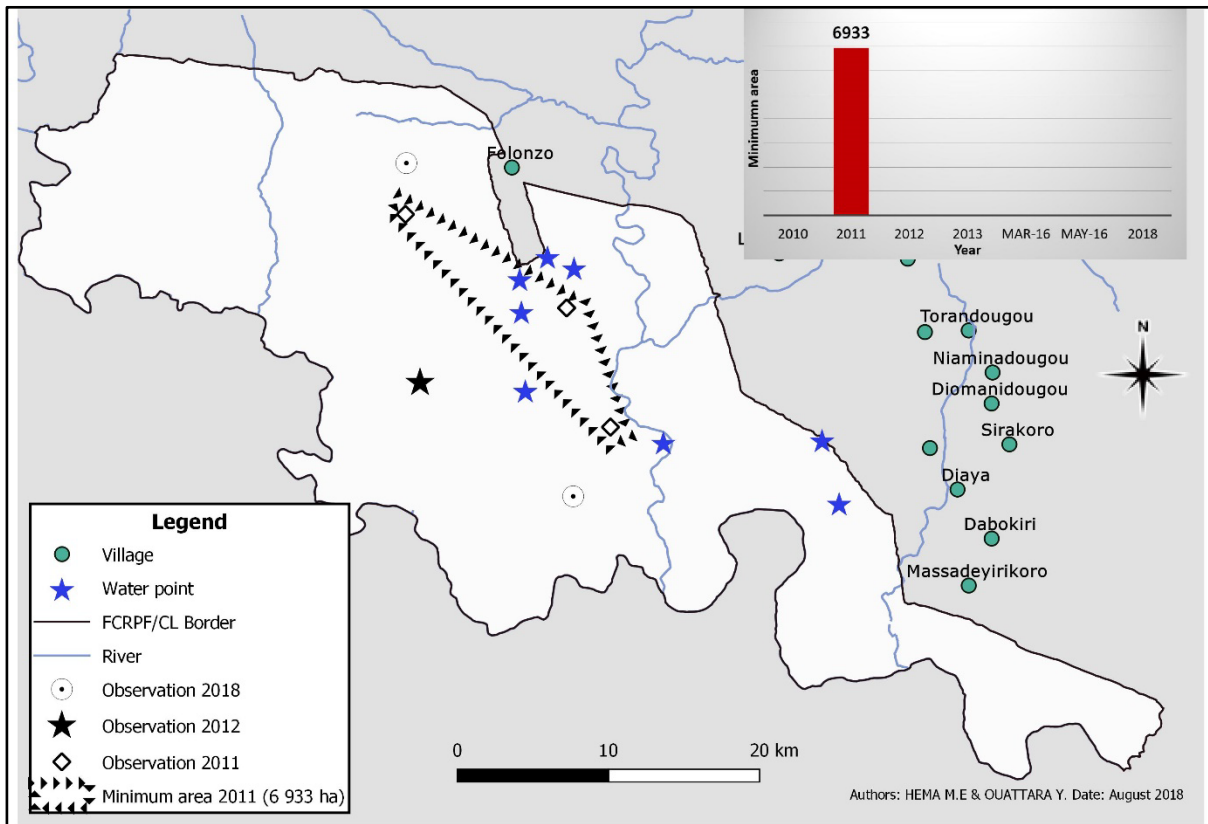 6933
Minimumn area
2010 2011 2012 2013 MAR-16 MAY-16 2018
Year
Folonzo
L
Torandougou
Niaminadougou
Diomanidougou
Sirakoro
Diaya
Dabokiri
Massadeyirikoro
N
Legend
Village
Water point
FCRPF/CL Border
River
Observation 2018
Observation 2012
Observation 2011
Minimum area 2011 (6 933 ha)
0 10 20 km
Authors: HEMA M.E & OUATTARA Y. Date: August 2018